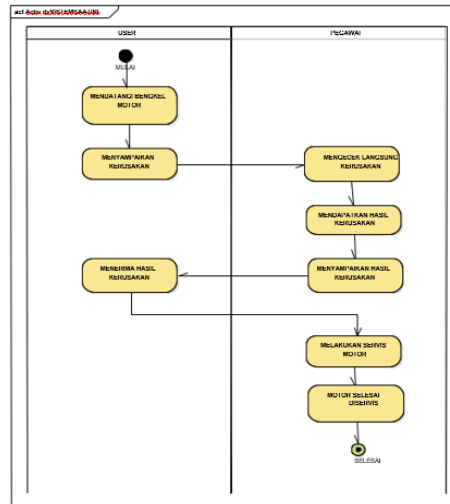 act
USER
PEGAWAI
MULAI
MENDATANGI BENGKEL
MOTOR
MENYAMPAIKAN
KERUSAKAN
MENGECEK LANGSUNG
KERUSAKAN
MENDAPATKAN HASIL
KERUSAKAN
MENERIMA HASIL
KERUSAKAN
MENYAMPAIKAN HASIL
KERUSAKAN
MELAKUKAN SERVIS
MOTOR
MOTOR SELESAI
DISERVIS
SELESAI